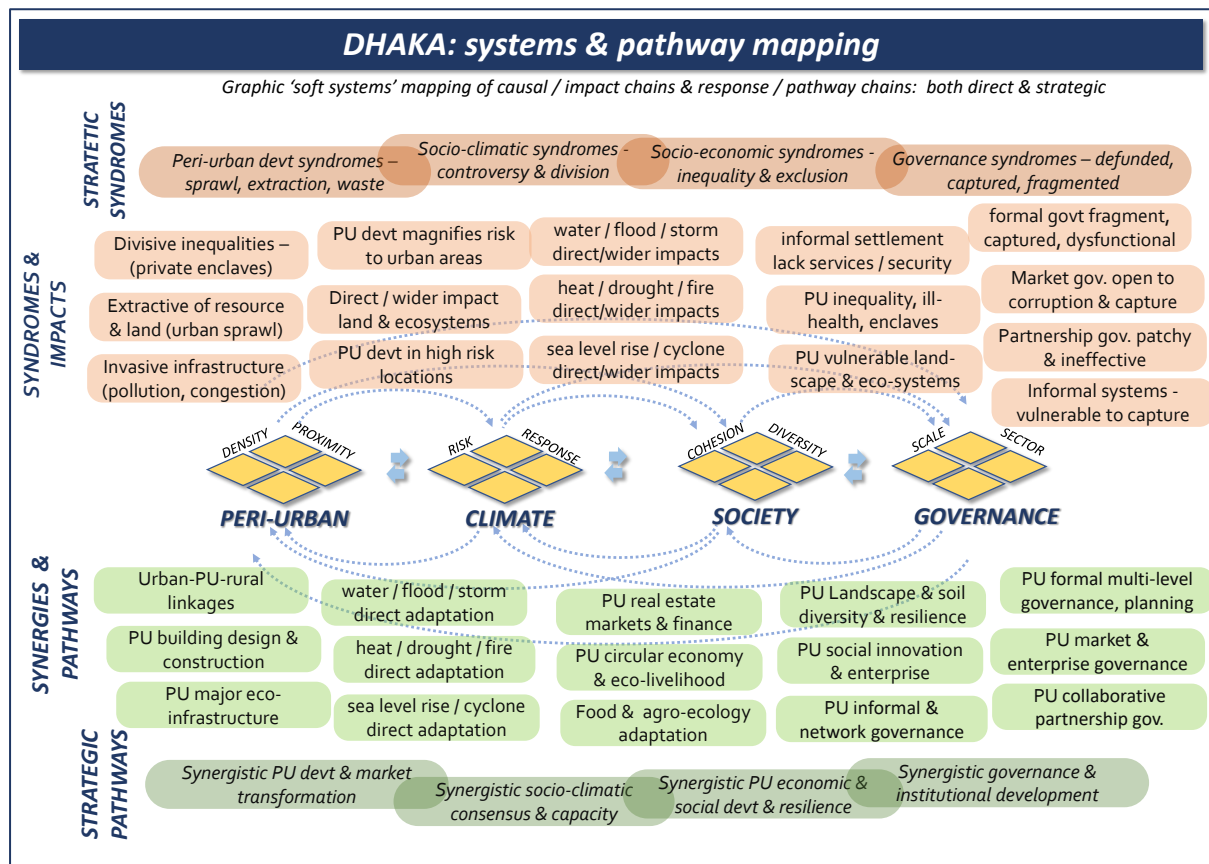 DHAKA: systems & pathway mapping
Graphic ‘soft systems’ mapping of causal / impact chains & response / pathway chains:  both direct & strategic
STRATETIC
SYNDROMES
Peri-urban devt syndromes –
sprawl, extraction, waste
Socio-climatic syndromes -
controversy & division
Socio-economic syndromes -
inequality & exclusion
Governance syndromes – defunded,
captured, fragmented
SYNDROMES &
IMPACTS
Divisive inequalities –
(private enclaves)
Extractive of resource
& land (urban sprawl)
Invasive infrastructure
(pollution, congestion)
PU devt magnifies risk
to urban areas
Direct / wider impact
land & ecosystems
PU devt in high risk
locations
water / flood / storm
direct/wider impacts
heat / drought / fire
direct/wider impacts
sea level rise / cyclone
direct/wider impacts
informal settlement
lack services / security
PU inequality, ill-
health, enclaves
PU vulnerable land-
scape & eco-systems
formal govt fragment,
captured, dysfunctional
Market gov. open to
corruption & capture
Partnership gov. patchy
& ineffective
Informal systems -
vulnerable to capture
DENSITY
PROXIMITY
PERI-URBAN
RISK
RESPONSE
CLIMATE
COHESION
DIVERSITY
SOCIETY
SCALE
SECTOR
GOVERNANCE
SYNERGIES &
PATHWAYS
Urban-PU-rural
linkages
PU building design &
construction
PU major eco-
infrastructure
water / flood / storm
direct adaptation
heat / drought / fire
direct adaptation
sea level rise / cyclone
direct adaptation
PU real estate
markets & finance
PU circular economy
& eco-livelihood
Food &  agro-ecology
adaptation
PU Landscape & soil
diversity & resilience
PU social innovation
& enterprise
PU informal &
network governance
PU formal multi-level
governance, planning
PU market &
enterprise governance
PU collaborative
partnership gov.
STRATEGIC
PATHWAYS
Synergistic PU devt & market
transformation
Synergistic socio-climatic
consensus & capacity
Synergistic PU economic &
social devt & resilience
Synergistic governance &
institutional development